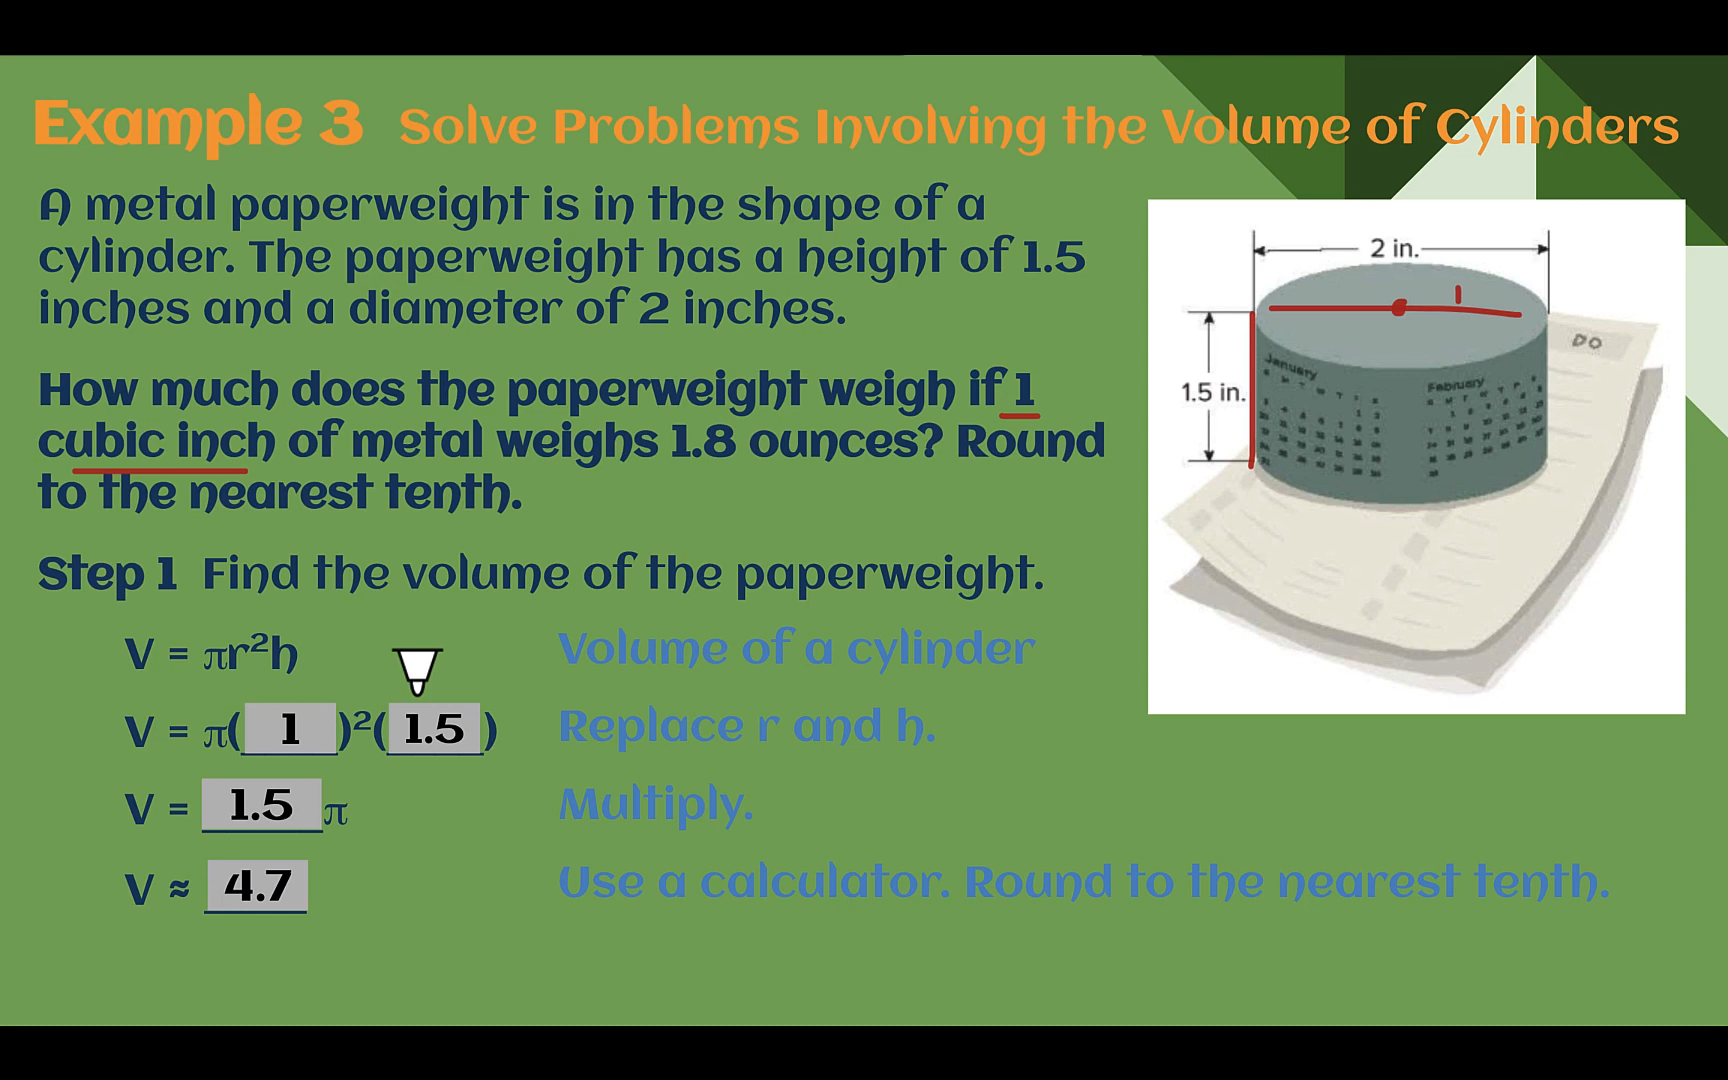 Example 3 Solve Problems Involving the Volume of Cylinders
A metal paperweight is in the shape of a
cylinder. The paperweight has a height of 1.5
inches and a diameter of 2 inches.
How much does the paperweight weigh if 1
cubic inch of metal weighs 1.8 ounces? Round
to the nearest tenth.
2 in.
1
1.5 in.
January
February
DO
Step 1 Find the volume of the paperweight.
V = πr²h Volume of a cylinder
V = π(1)²(1.5) Replace r and h.
V = 1.5π Multiply.
V ≈ 4.7 Use a calculator. Round to the nearest tenth.